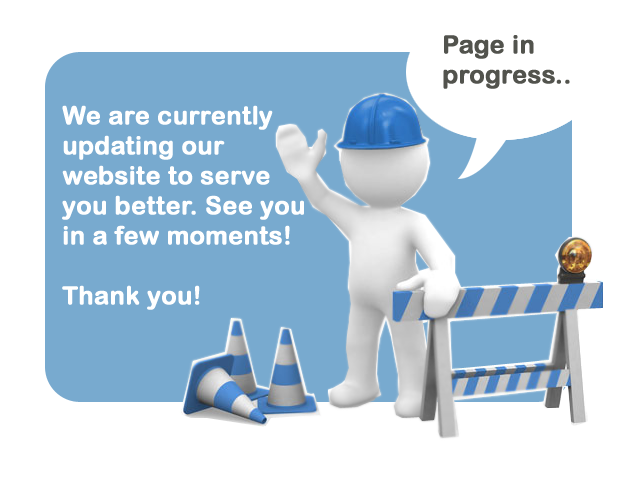 Page in
progress..
We are currently
updating our
website to serve
you better. See you
in a few moments!
Thank you!